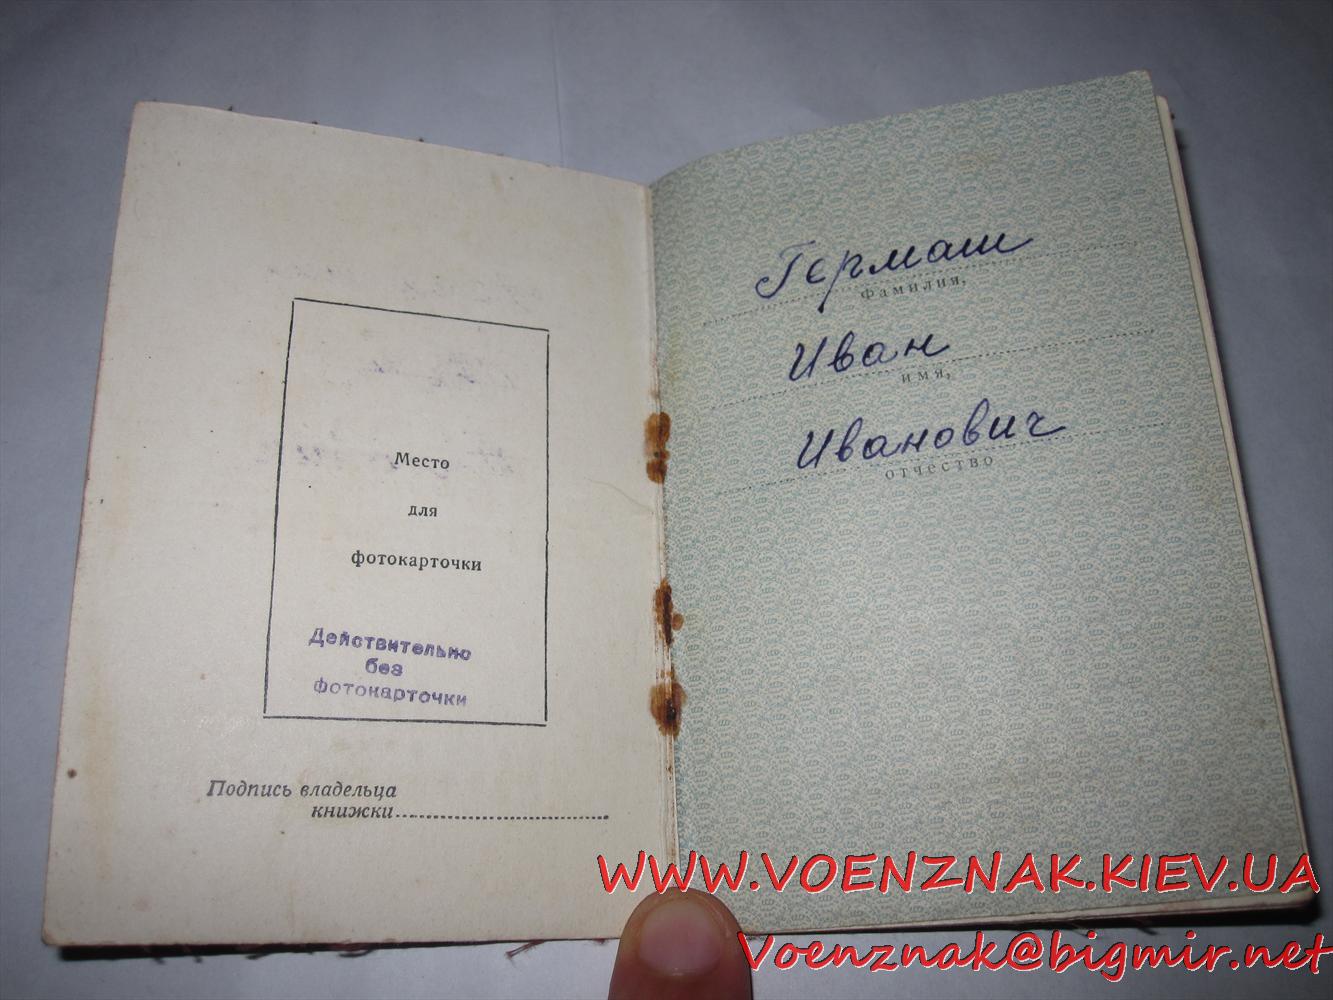 Место
для
фотокарточки
Действительно
без
фотокарточки
Подпись владельца
книжки
Гермаш
фамилия,
Иван
имя,
Иванович
отчество
WWW.VOENZNAK.KIEV.UA
Voenznak@bigmir.net